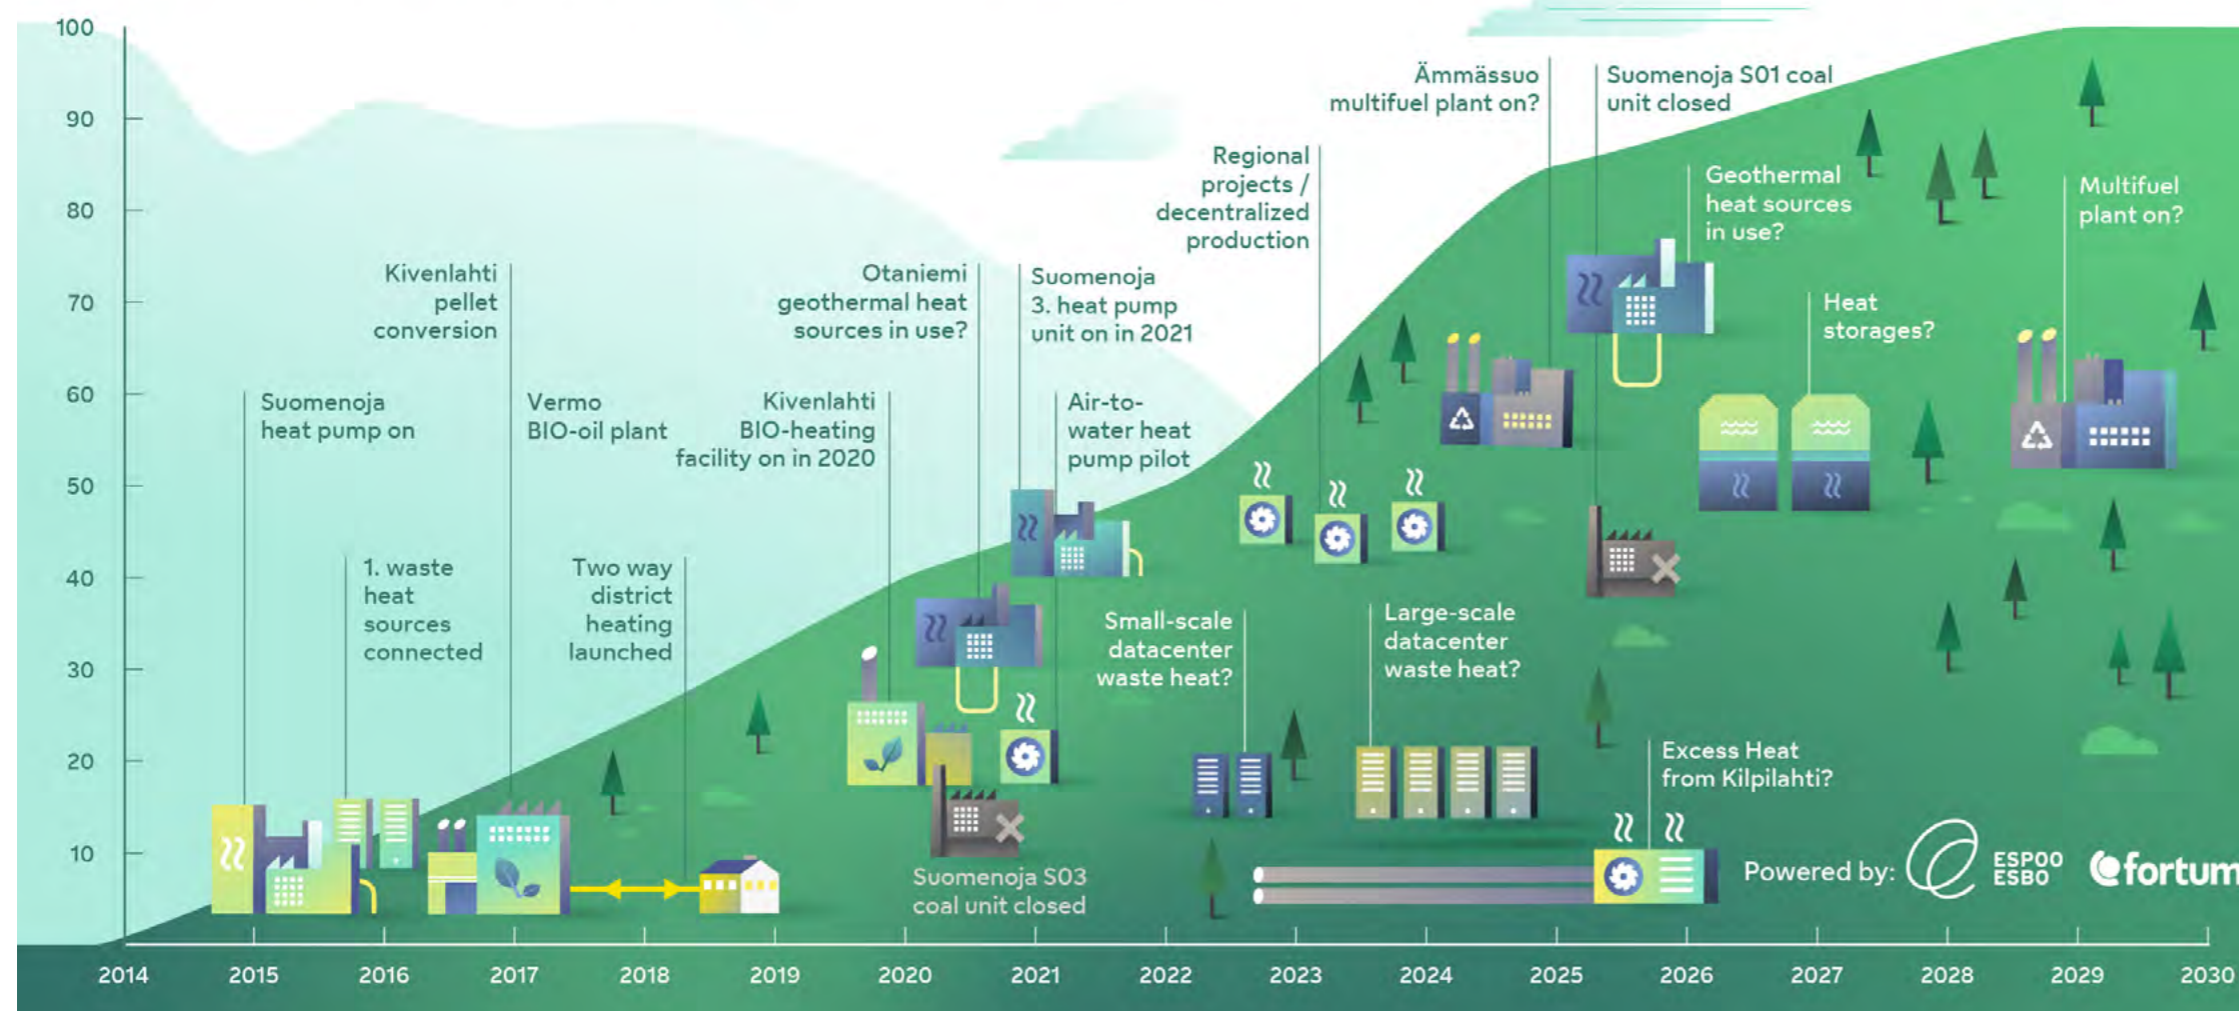 100
90
80
70
60
50
40
30
20
10
Suomenoja
heat pump on
1. waste
heat
sources
connected
Kivenlahti
pellet
conversion
Vermo
BIO-oil plant
Two way
district
heating
launched
Kivenlahti
BIO-heating
facility on in 2020
Otaniemi
geothermal heat
sources in use?
Suomenoja
3. heat pump
unit on in 2021
Air-to-
water heat
pump pilot
Suomenoja S03
coal unit closed
Small-scale
datacenter
waste heat?
Regional
projects /
decentralized
production
Large-scale
datacenter
waste heat?
Ämmässuo
multifuel plant on?
Suomenoja S01 coal
unit closed
Geothermal
heat sources
in use?
Heat
storages?
Multifuel
plant on?
Excess Heat
from Kilpilahti?
Powered by:
ESPOO
ESBO
fortum
2014 2015 2016 2017 2018 2019 2020 2021 2022 2023 2024 2025 2026 2027 2028 2029 2030